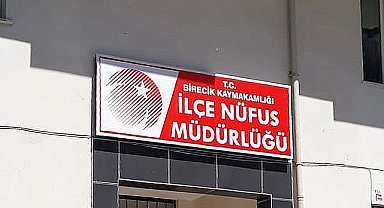 T.C.
BİRECİK KAYMAKAMLIĞI
İLÇE NÜFUS
MÜDÜRLÜĞÜ